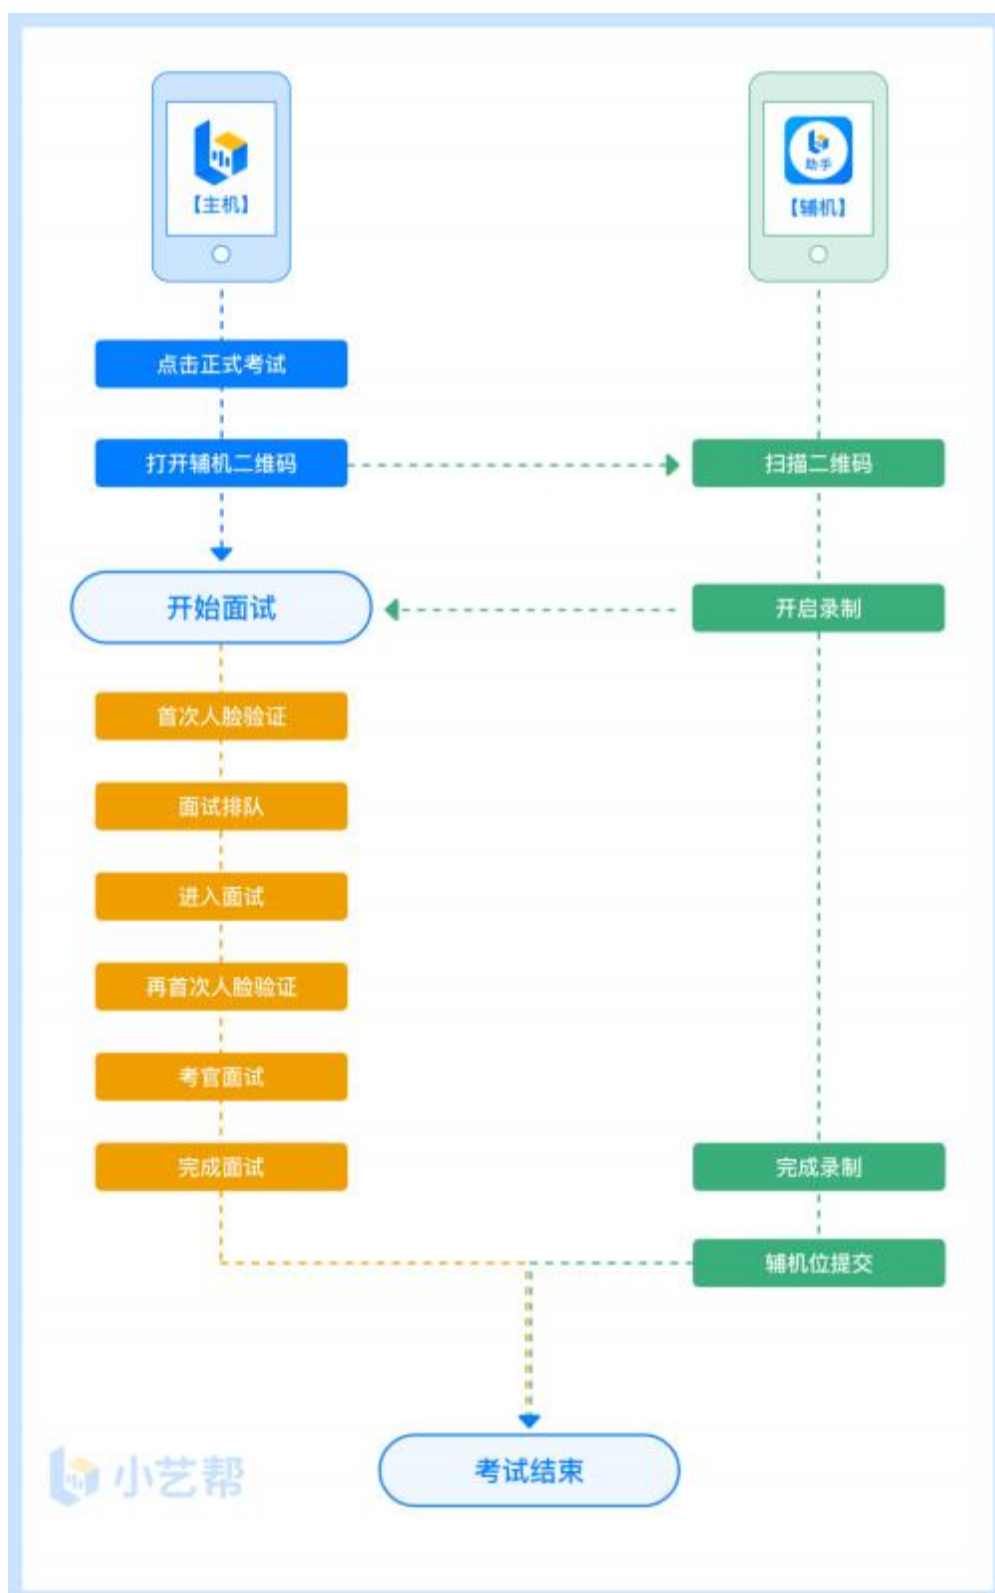 助手
【主机】
【辅机】
点击正式考试
打开辅机二维码
扫描二维码
开始面试
开启录制
首次人脸验证
面试排队
进入面试
再首次人脸验证
考官面试
完成面试
完成录制
辅机位提交
考试结束
小艺帮